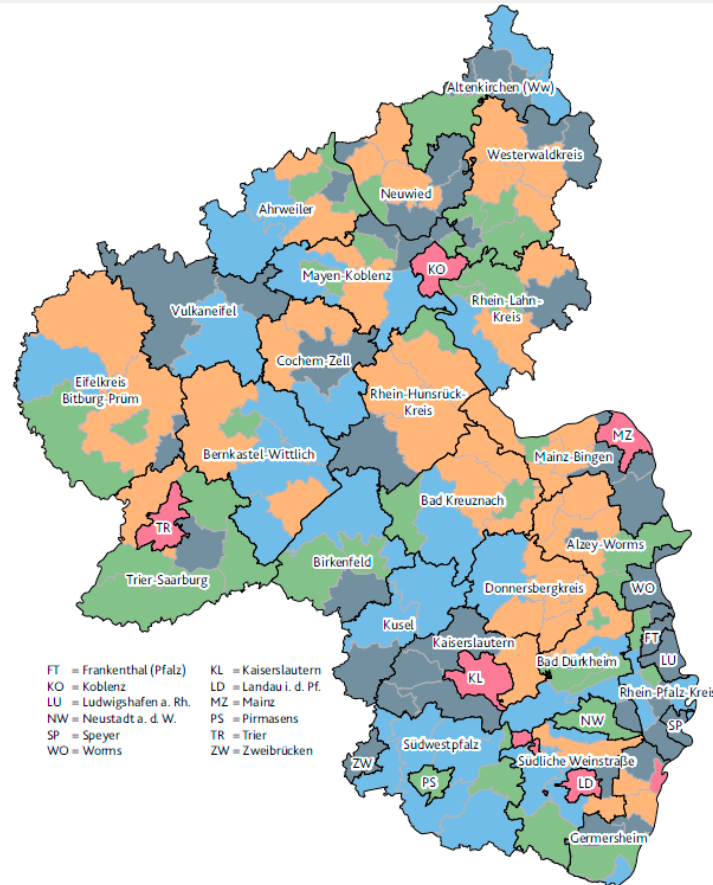 Altenkirchen (Ww)
Westerwaldkreis
Neuwied
Ahrweiler
KO
Mayen-Koblenz
Rhein-Lahn-
Kreis
Vulkaneifel
Cochem-Zell
Eifelkreis
Bitburg-Prüm
Rhein-Hunsrück-
Kreis
MZ
Mainz-Bingen
Bernkastel-Wittlich
Bad Kreuznach
TR
Alzey-Worms
Birkenfeld
Trier-Saarburg
Donnersbergkreis
WO
Kusel
Kaiserslautern
FT
LU
Bad Dürkheim
KL
Rhein-Pfalz-Kreis
NW
SP
Südwestpfalz
Südliche Weinstraße
ZW
PS
LD
Germersheim
FT = Frankenthal (Pfalz)
KO = Koblenz
LU = Ludwigshafen a. Rh.
NW = Neustadt a. d. W.
SP = Speyer
WO = Worms
KL = Kaiserslautern
LD = Landau i. d. Pf.
MZ = Mainz
PS = Pirmasens
TR = Trier
ZW = Zweibrücken